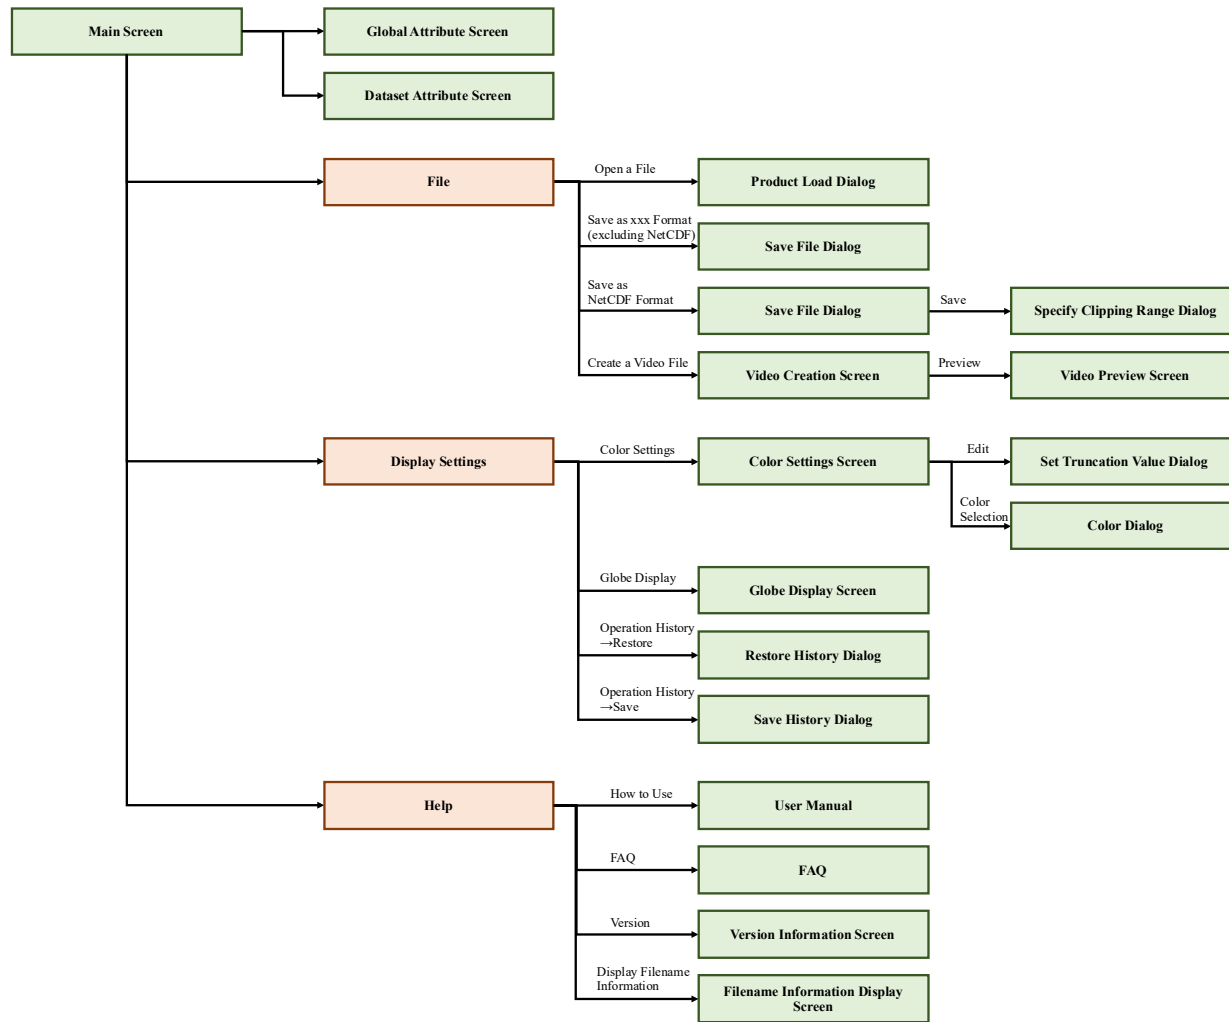 Main Screen
Global Attribute Screen
Dataset Attribute Screen
File
Open a File
Product Load Dialog
Save as xxx Format
(excluding NetCDF)
Save File Dialog
Save as
NetCDF Format
Save File Dialog
Save
Specify Clipping Range Dialog
Create a Video File
Video Creation Screen
Preview
Video Preview Screen
Display Settings
Color Settings
Color Settings Screen
Edit
Set Truncation Value Dialog
Color
Selection
Color Dialog
Globe Display
Globe Display Screen
Operation History
→Restore
Restore History Dialog
Operation History
→Save
Save History Dialog
Help
How to Use
User Manual
FAQ
FAQ
Version
Version Information Screen
Display Filename
Information
Filename Information Display
Screen